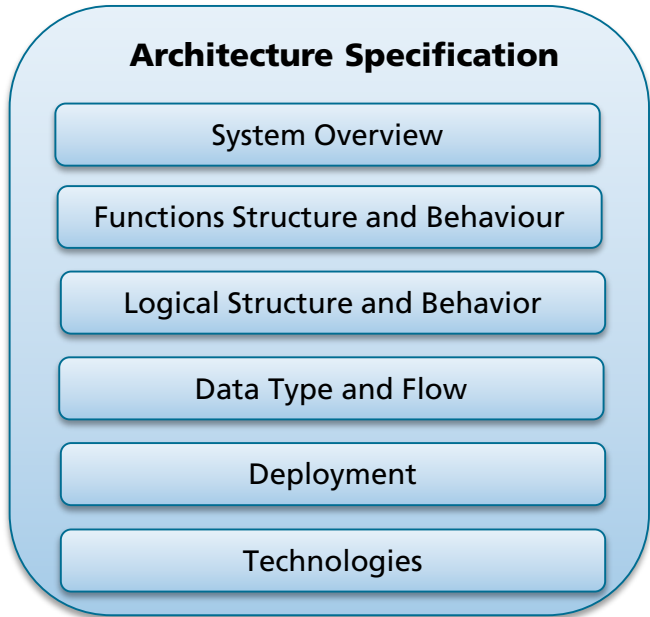 Architecture Specification
System Overview
Functions Structure and Behaviour
Logical Structure and Behavior
Data Type and Flow
Deployment
Technologies